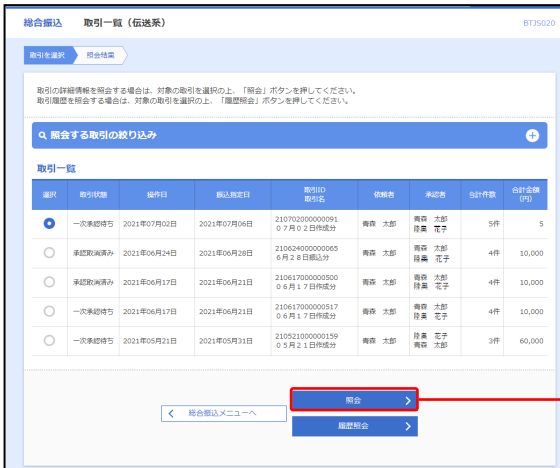 総合振込 取引一覧（伝送系） BTJS020
取引を選択 照会結果
取引の詳細情報を照会する場合は、対象の取引を選択の上、「照会」ボタンを押してください。
取引履歴を照会する場合は、対象の取引を選択の上、「履歴照会」ボタンを押してください。
照会する取引の絞り込み
取引一覧
選択 取引状態 操作日 振込指定日 取引ID 依頼者 承認者 合計件数 合計金額
取引名 (円)
一次承認待ち 2021年07月02日 2021年07月06日 210702000000091 青森 太郎 青森 太郎 5件 5
０７月０２日作成分 陸奥 花子
承認取消済み 2021年06月24日 2021年06月28日 210624000000065 青森 太郎 青森 太郎 4件 10,000
６月２８日振込分 陸奥 花子
承認取消済み 2021年06月17日 2021年06月21日 210617000000500 青森 太郎 青森 太郎 4件 10,000
０６月１７日作成分 陸奥 花子
一次承認待ち 2021年06月17日 2021年06月21日 210617000000517 青森 太郎 青森 太郎 4件 10,000
０６月１７日作成分 陸奥 花子
一次承認待ち 2021年05月21日 2021年05月31日 210521000000159 青森 太郎 陸奥 花子 3件 60,000
０５月２１日作成分 青森 太郎
照会
総合振込メニューへ
履歴照会